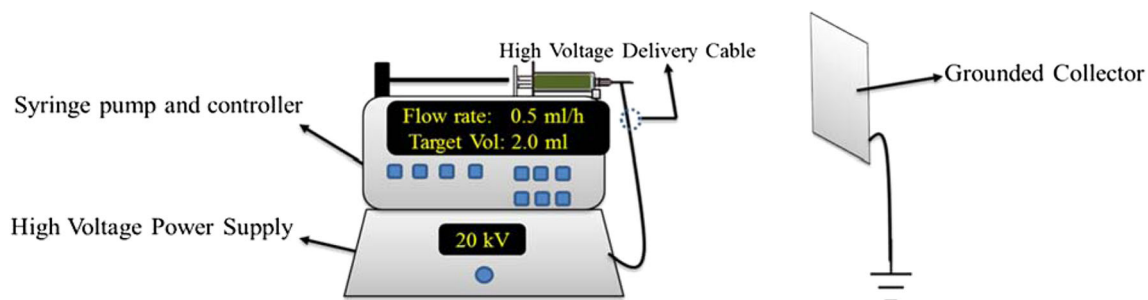 High Voltage Delivery Cable
Grounded Collector
Syringe pump and controller
Flow rate: 0.5 ml/h
Target Vol: 2.0 ml
High Voltage Power Supply
20 kV